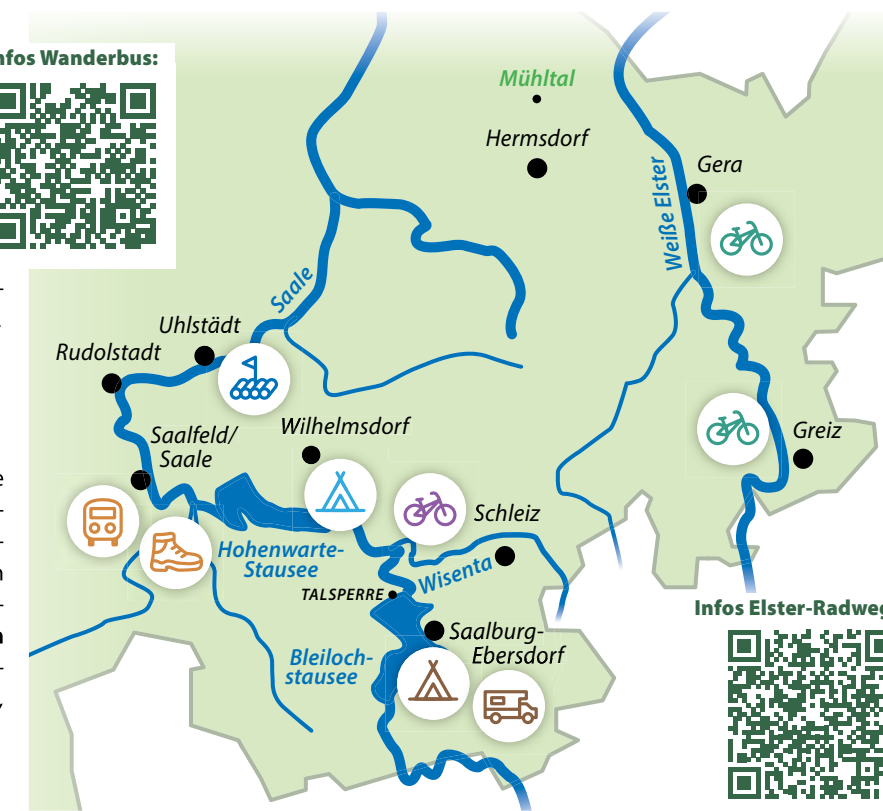 nfos Wanderbus:
Mühltal
Hermsdorf
Gera
Weiße Elster
Saale
Uhlstädt
Rudolstadt
Wilhelmsdorf
Saalfeld/
Saale
Greiz
Schleiz
Hohenwarte-
Stausee
Wisenta
TALSPERRE
Infos Elster-Radweg
Saalburg-
Ebersdorf
Bleiloch-
stausee